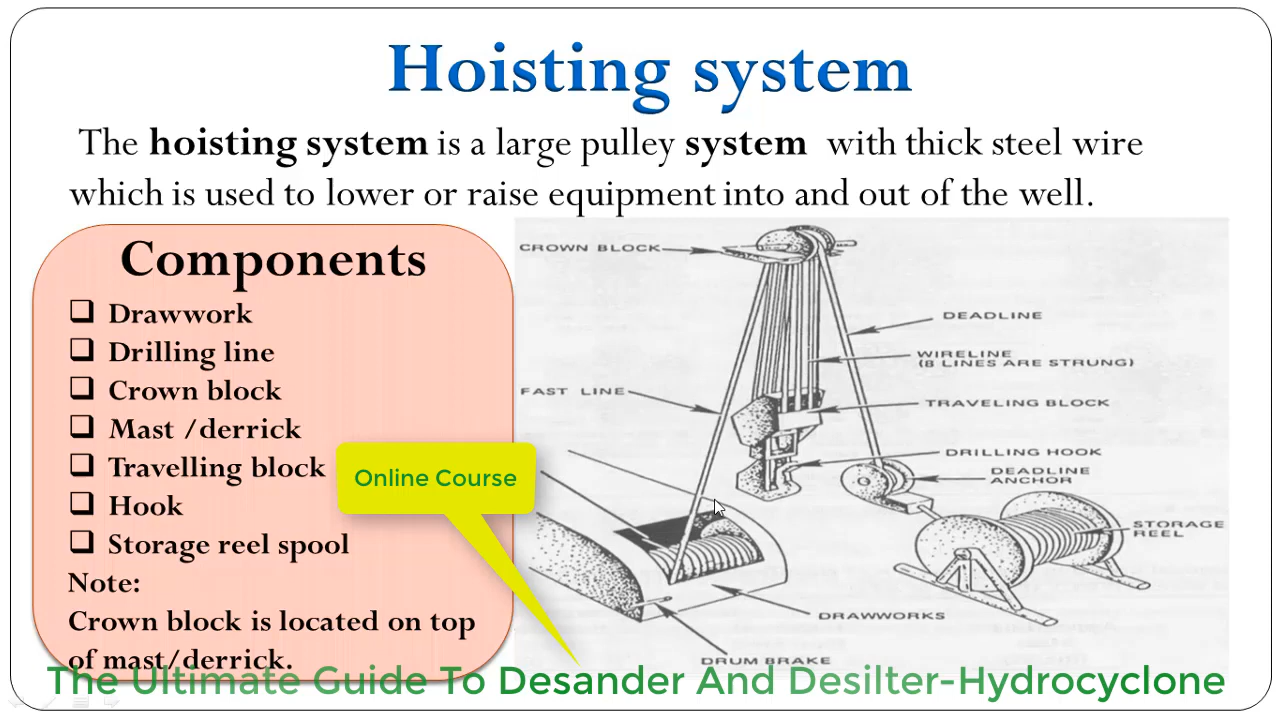 Hoisting system
The hoisting system is a large pulley system with thick steel wire
which is used to lower or raise equipment into and out of the well.
Components
Drawwork
Drilling line
Crown block
Mast /derrick
Travelling block
Hook
Storage reel spool
Note:
Crown block is located on top
of mast/derrick.
CROWN BLOCK
DEADLINE
WIRELINE
(8 LINES ARE STRUNG)
FAST LINE
TRAVELING BLOCK
DRILLING HOOK
DEADLINE
ANCHOR
STORAGE
REEL
DRAWWORKS
DRUM BRAKE
Online Course
The Ultimate Guide To Desander And Desilter-Hydrocyclone